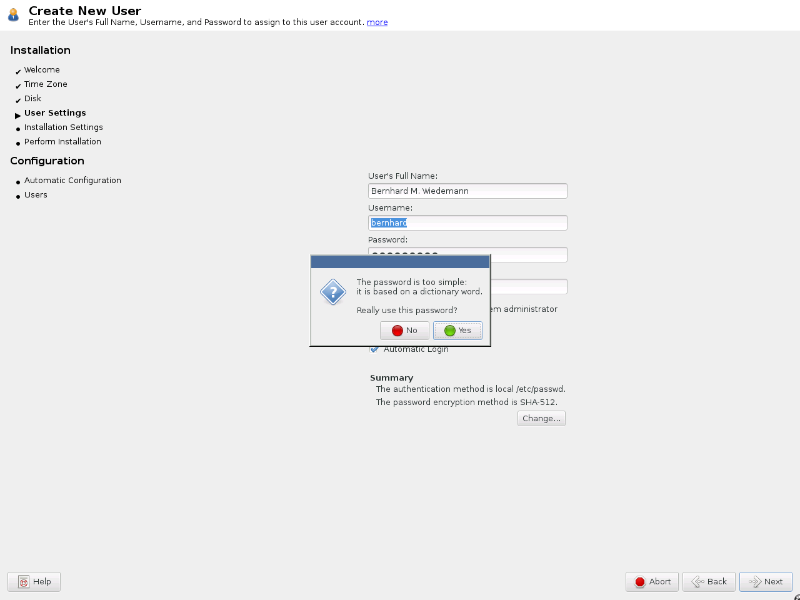 Create New User
Enter the User's Full Name, Username, and Password to assign to this user account. more
Installation
Welcome
Time Zone
Disk
User Settings
Installation Settings
Perform Installation
Configuration
Automatic Configuration
Users
User's Full Name:
Bernhard M. Wiedemann
Username:
bernhard
Password:
The password is too simple:
it is based on a dictionary word.
Really use this password?
No
Yes
administrator
Automatic Login
Summary
The authentication method is local /etc/passwd.
The password encryption method is SHA-512.
Change...
Help
Abort
Back
Next